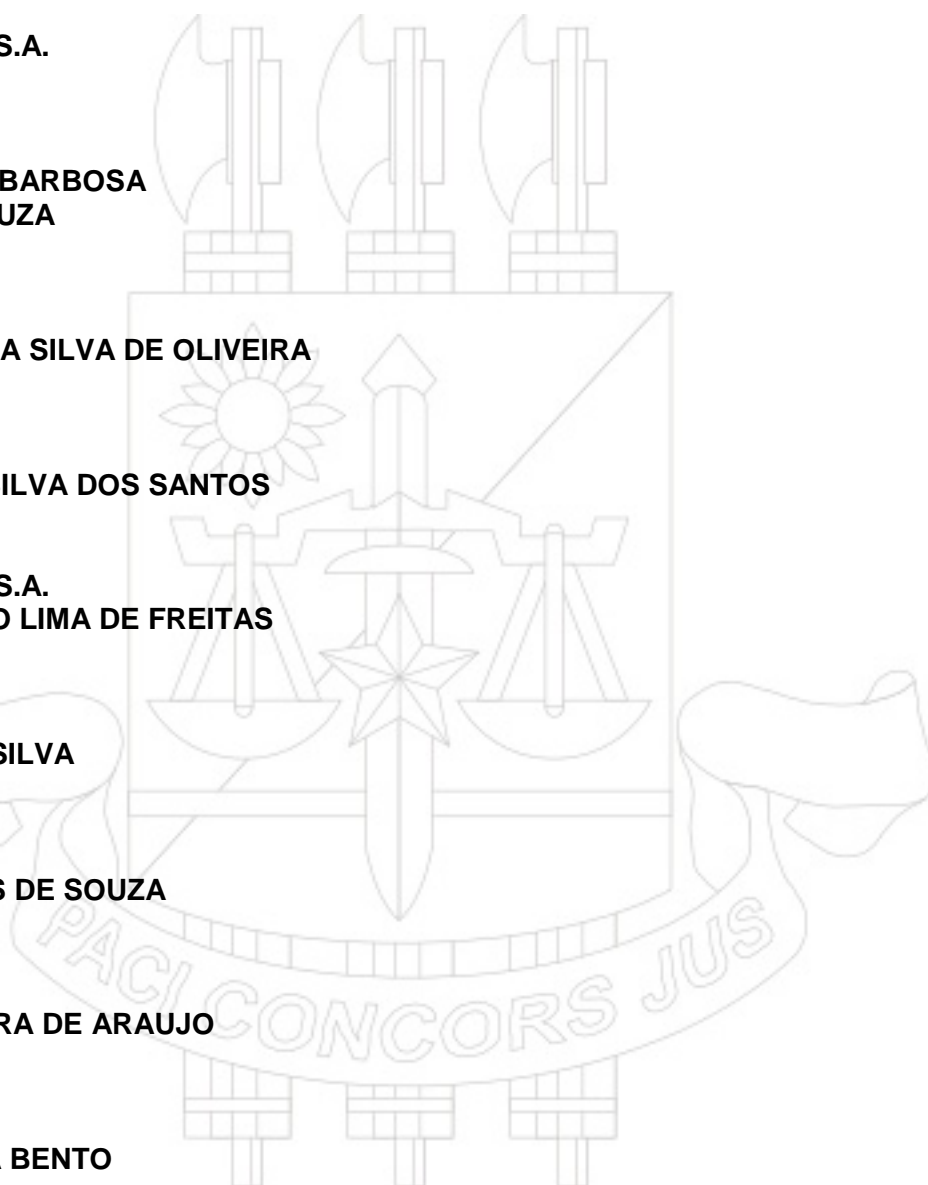 S.A.
BARBOSA
UZA
A SILVA DE OLIVEIRA
ILVA DOS SANTOS
S.A.
O LIMA DE FREITAS
SILVA
S DE SOUZA
RA DE ARAUJO
A BENTO
PACI CONCORS JUS